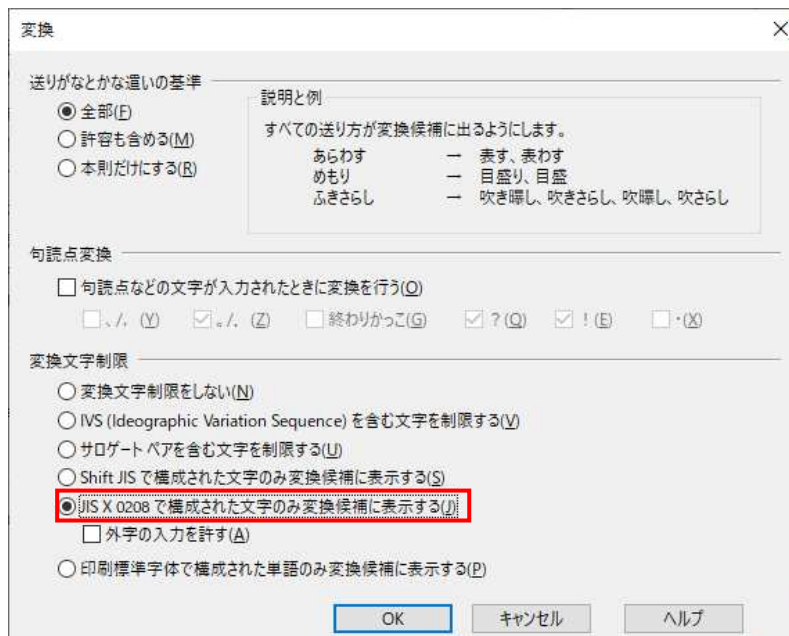 変換
送りがなとかな遣いの基準
全部(F)
許容も含める(M)
本則だけにする(R)
説明と例
すべての送り方が変換候補に出るようにします。
あらわす ― 表す、表わす
めもり ― 目盛り、目盛
ふきさらし ― 吹き曝し、吹きさらし、吹曝し、吹さらし
句読点変換
句読点などの文字が入力されたときに変換を行う(O)
、/, (Y) 。/. (Z) 終わりかっこ(G) ?(Q) !(E) ・(X)
変換文字制限
変換文字制限をしない(N)
IVS (Ideographic Variation Sequence) を含む文字を制限する(V)
サロゲート ペアを含む文字を制限する(U)
Shift JIS で構成された文字のみ変換候補に表示する(S)
JIS X 0208 で構成された文字のみ変換候補に表示する(J)
外字の入力を許す(A)
印刷標準字体で構成された単語のみ変換候補に表示する(P)
OK キャンセル ヘルプ